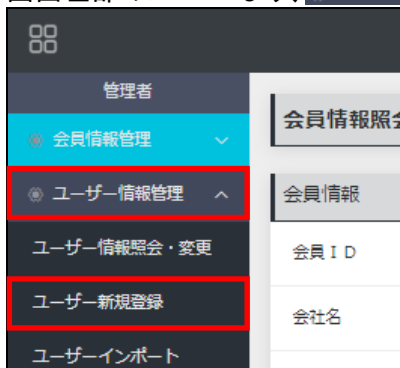 管理者
会員情報管理
会員情報照会
ユーザー情報管理
会員情報
ユーザー情報照会・変更
会員ＩＤ
ユーザー新規登録
会社名
ユーザーインポート